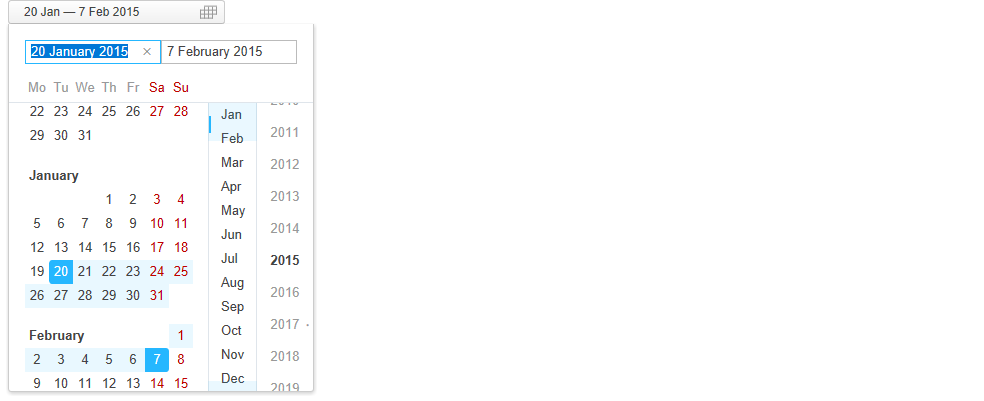 20 Jan — 7 Feb 2015
20 January 2015 × 7 February 2015
Mo Tu We Th Fr Sa Su
22 23 24 25 26 27 28
29 30 31
January
1 2 3 4
5 6 7 8 9 10 11
12 13 14 15 16 17 18
19 20 21 22 23 24 25
26 27 28 29 30 31
February 1
2 3 4 5 6 7 8
9 10 11 12 13 14 15
Jan
Feb
Mar
Apr
May
Jun
Jul
Aug
Sep
Oct
Nov
Dec
2010
2011
2012
2013
2014
2015
2016
2017
2018
2019